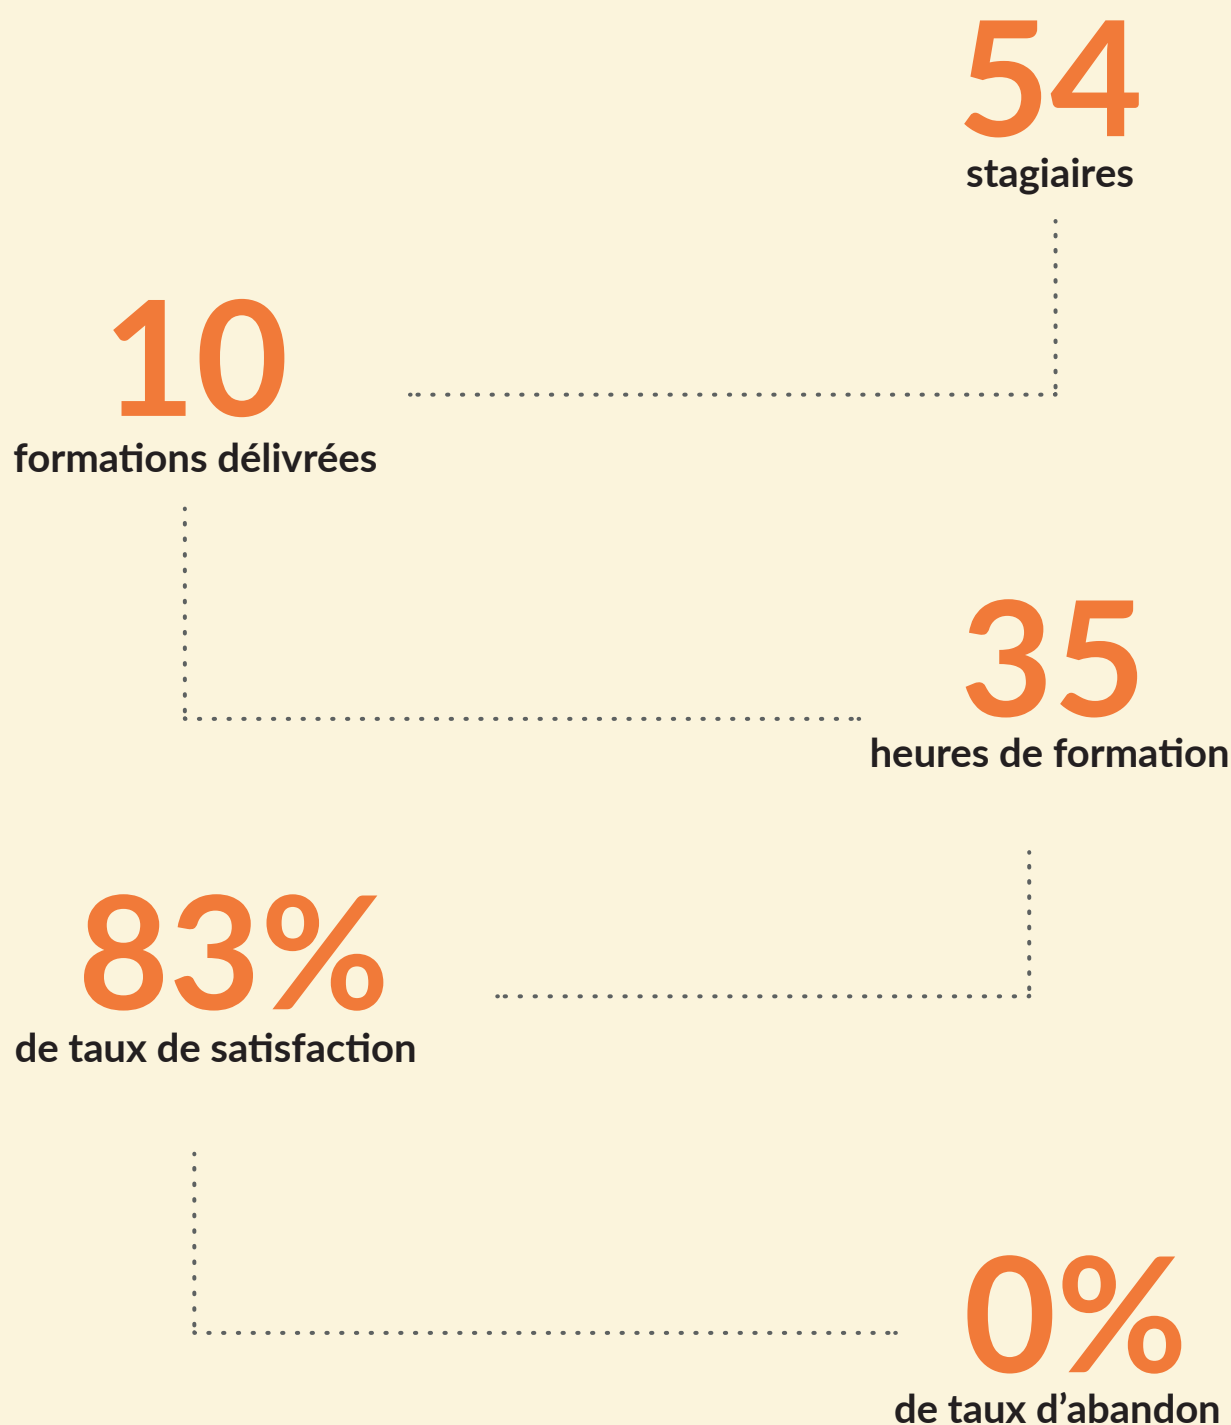 54
stagiaires
10
formations délivrées
35
heures de formation
83%
de taux de satisfaction
0%
de taux d’abandon